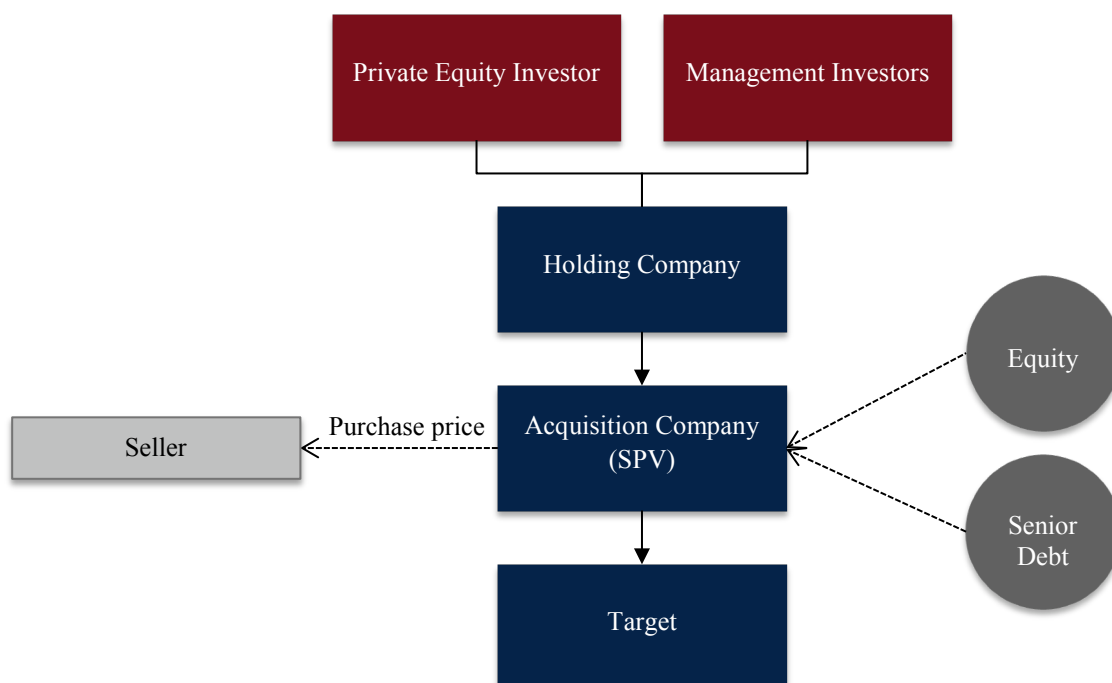 Private Equity Investor
Management Investors
Holding Company
Equity
Purchase price
Acquisition Company
(SPV)
Seller
Senior
Debt
Target